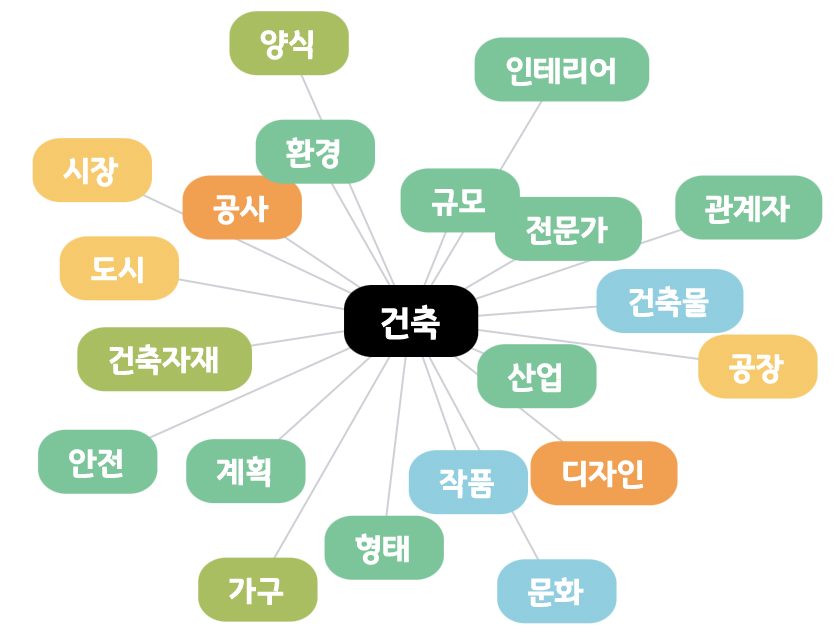 양식
인테리어
환경
시장
공사
규모
전문가
관계자
도시
건축물
건축
건축자재
공장
산업
안전
계획
작품
디자인
형태
가구
문화